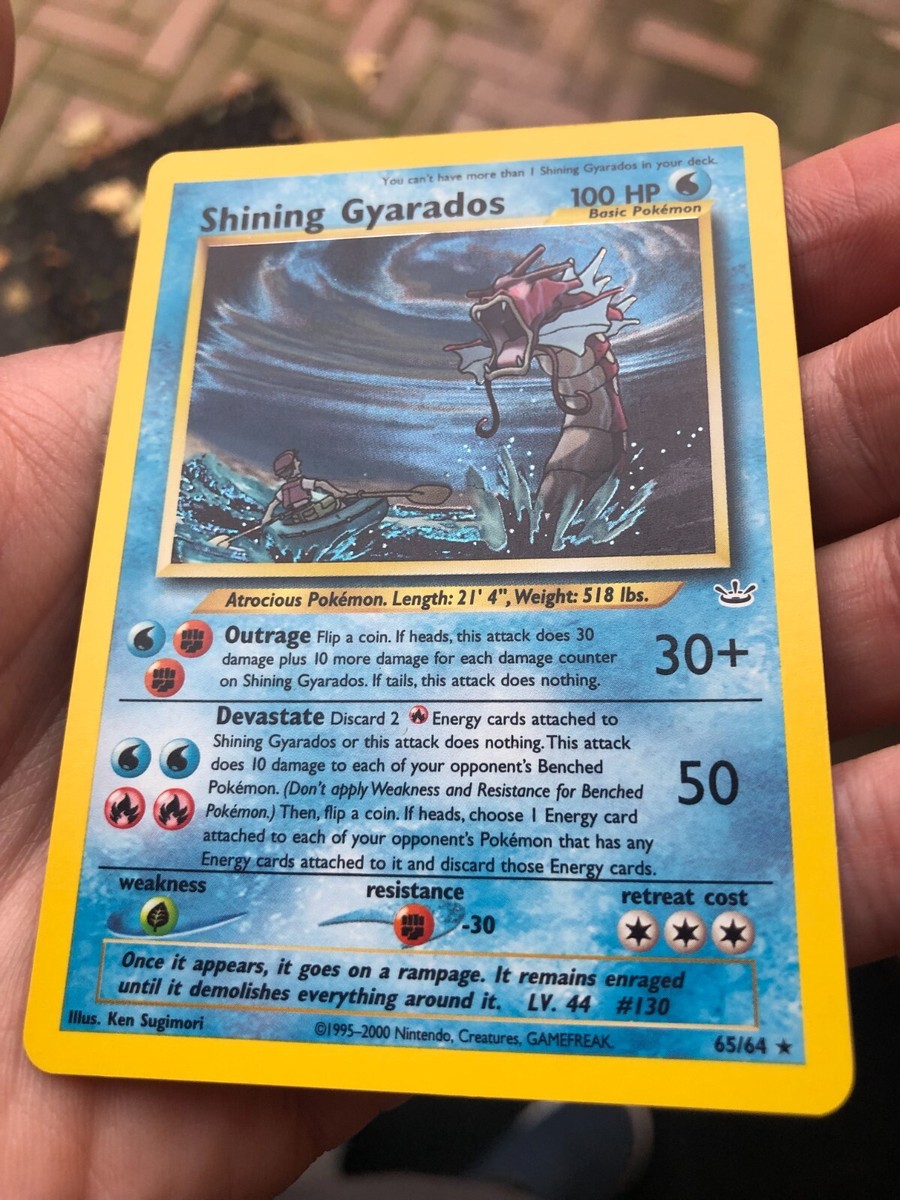 You can't have more than 1 Shining Gyarados in your deck.
Shining Gyarados
100 HP
Basic Pokémon
Atrocious Pokémon. Length: 21' 4", Weight: 518 lbs.
Outrage Flip a coin. If heads, this attack does 30
damage plus 10 more damage for each damage counter
on Shining Gyarados. If tails, this attack does nothing.
30+
Devastate Discard 2 Energy cards attached to
Shining Gyarados or this attack does nothing. This attack
does 10 damage to each of your opponent's Benched
Pokémon. (Don't apply Weakness and Resistance for Benched
Pokémon.) Then, flip a coin. If heads, choose 1 Energy card
attached to each of your opponent's Pokémon that has any
Energy cards attached to it and discard those Energy cards.
50
weakness
resistance
-30
retreat cost
Once it appears, it goes on a rampage. It remains enraged
until it demolishes everything around it. LV. 44 #130
Illus. Ken Sugimori
©1995–2000 Nintendo, Creatures, GAMEFREAK.
65/64 ★